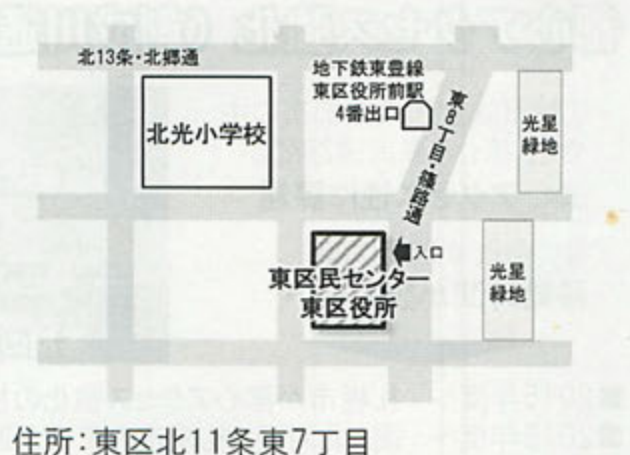 北13条・北郷通
地下鉄東豊線
東区役所前駅
4番出口
北光小学校
東8丁目・篠路通
光星
緑地
入口
東区民センター
東区役所
光星
緑地
住所：東区北11条東7丁目